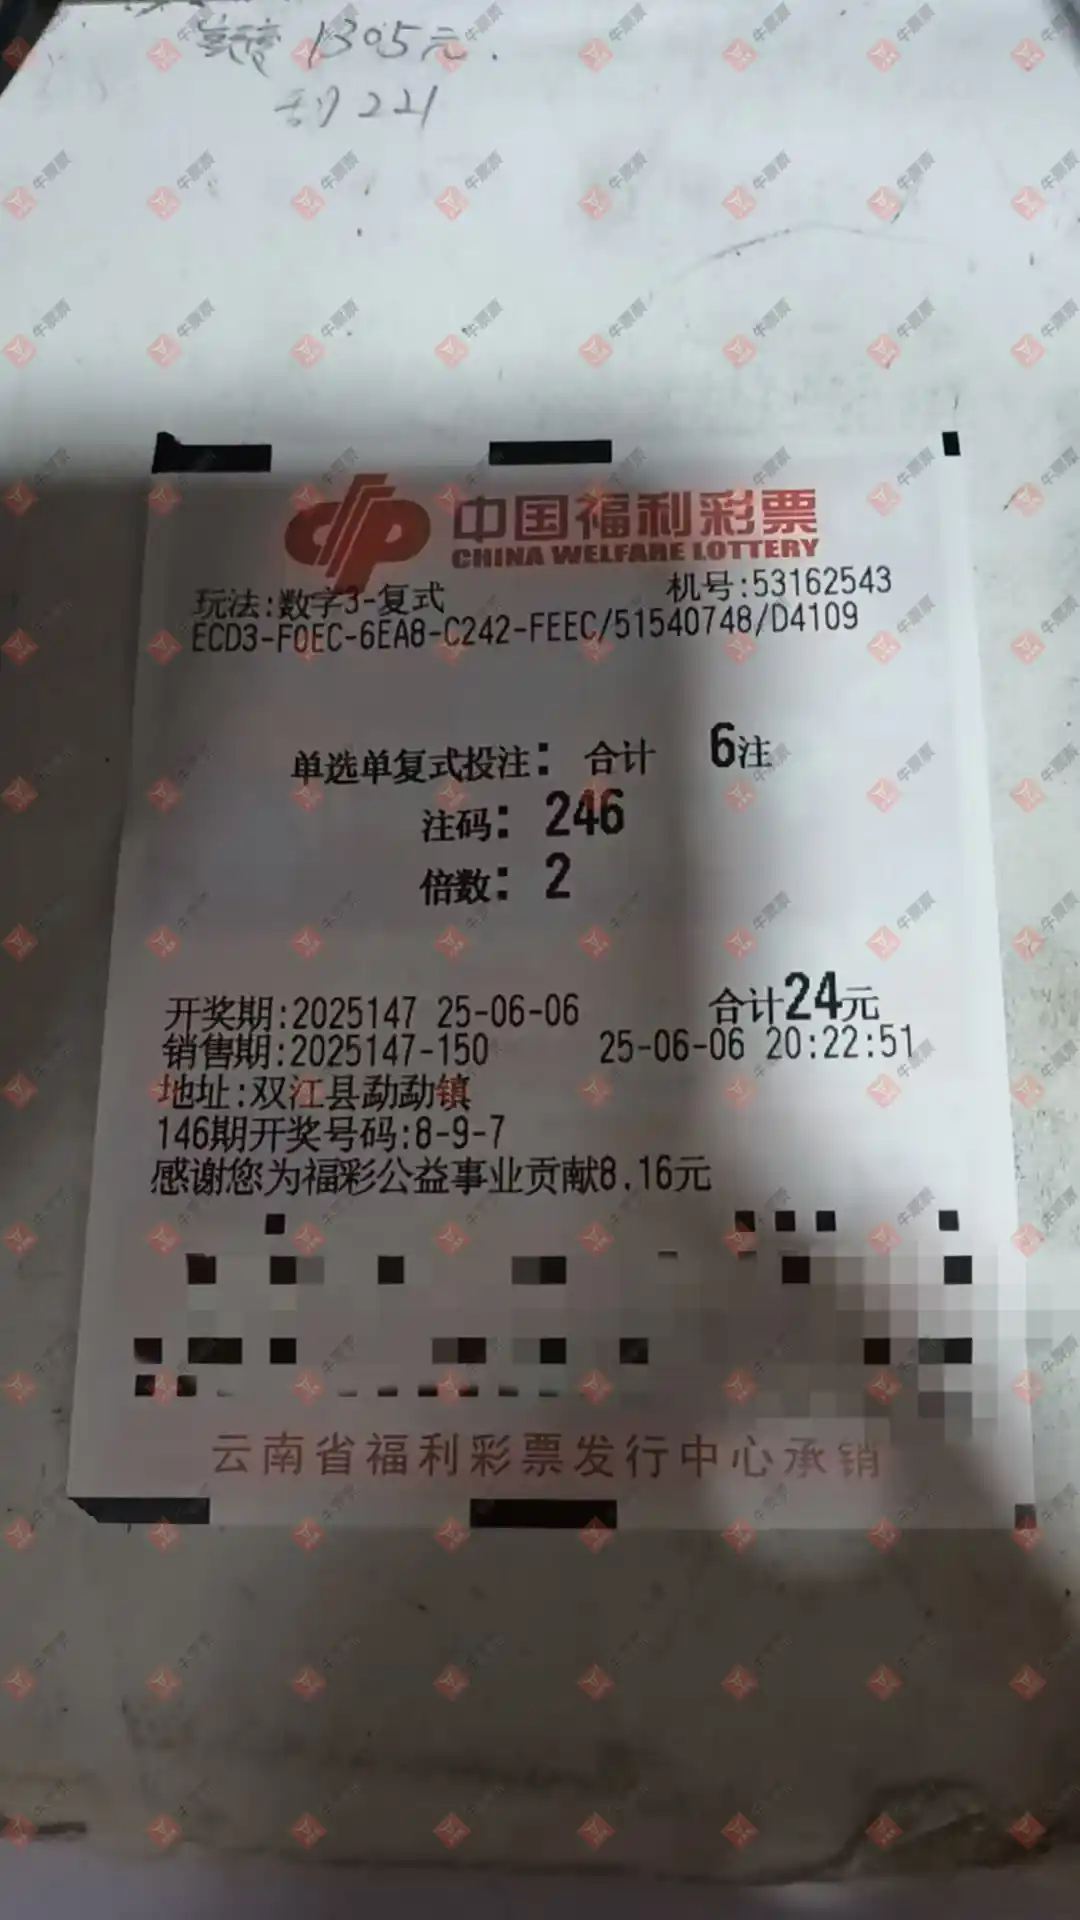 1305元.
221
中国福利彩票
CHINA WELFARE LOTTERY
玩法:数字3-复式 机号:53162543
ECD3-F0EC-6EA8-C242-FEEC/51540748/D4109
单选单复式投注: 合计 6注
注码: 246
倍数: 2
开奖期:2025147 25-06-06 合计24元
销售期:2025147-150 25-06-06 20:22:51
地址:双江县勐勐镇
146期开奖号码:8-9-7
感谢您为福彩公益事业贡献8.16元
云南省福利彩票发行中心承销
牛票票